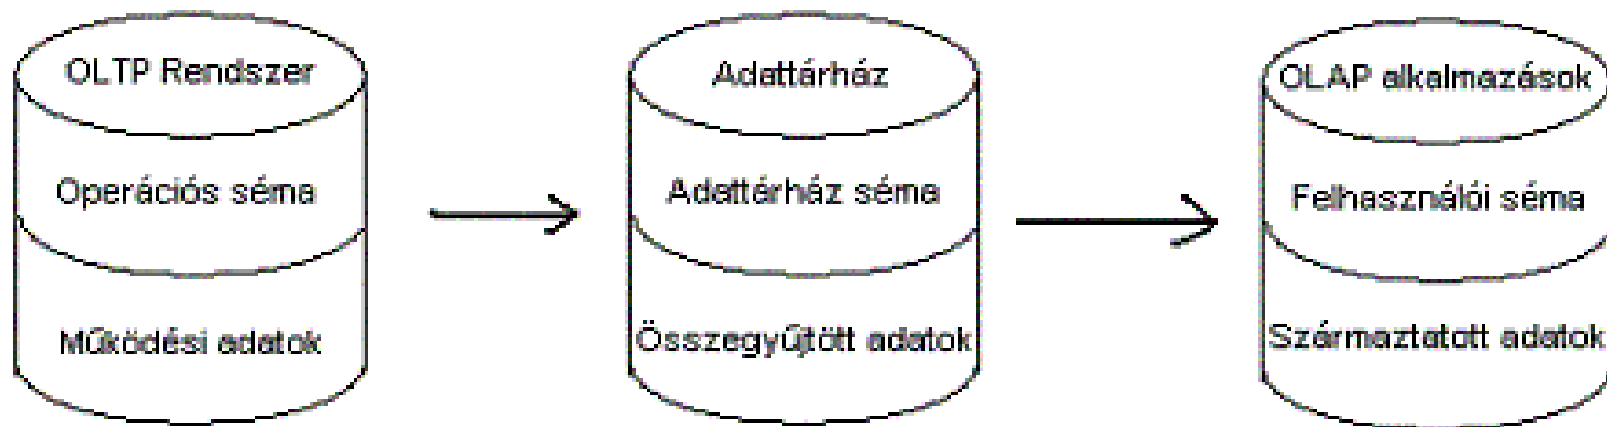 OLTP Rendszer
Operációs séma
Működési adatok
Adattárház
Adattárház séma
Összegyűjtött adatok
OLAP alkalmazások
Felhasználói séma
Származtatott adatok